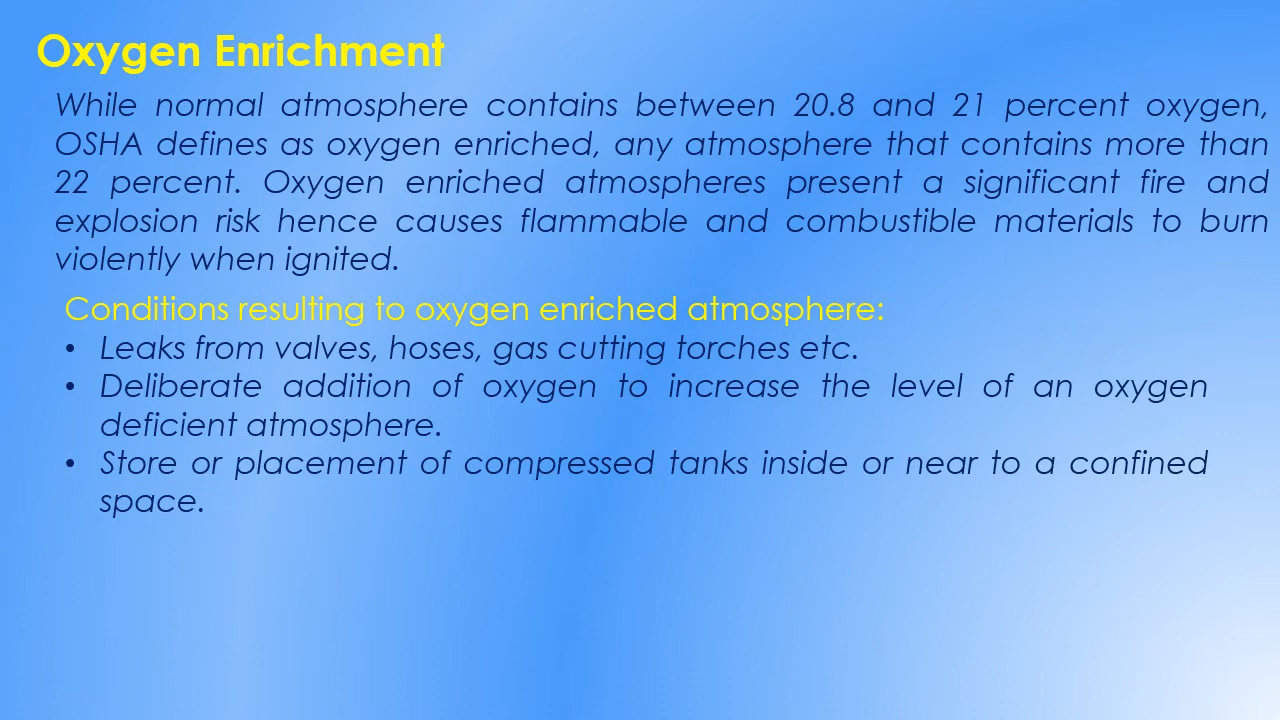 Oxygen Enrichment
While normal atmosphere contains between 20.8 and 21 percent oxygen,
OSHA defines as oxygen enriched, any atmosphere that contains more than
22 percent. Oxygen enriched atmospheres present a significant fire and
explosion risk hence causes flammable and combustible materials to burn
violently when ignited.
Conditions resulting to oxygen enriched atmosphere:
• Leaks from valves, hoses, gas cutting torches etc.
• Deliberate addition of oxygen to increase the level of an oxygen
deficient atmosphere.
• Store or placement of compressed tanks inside or near to a confined
space.